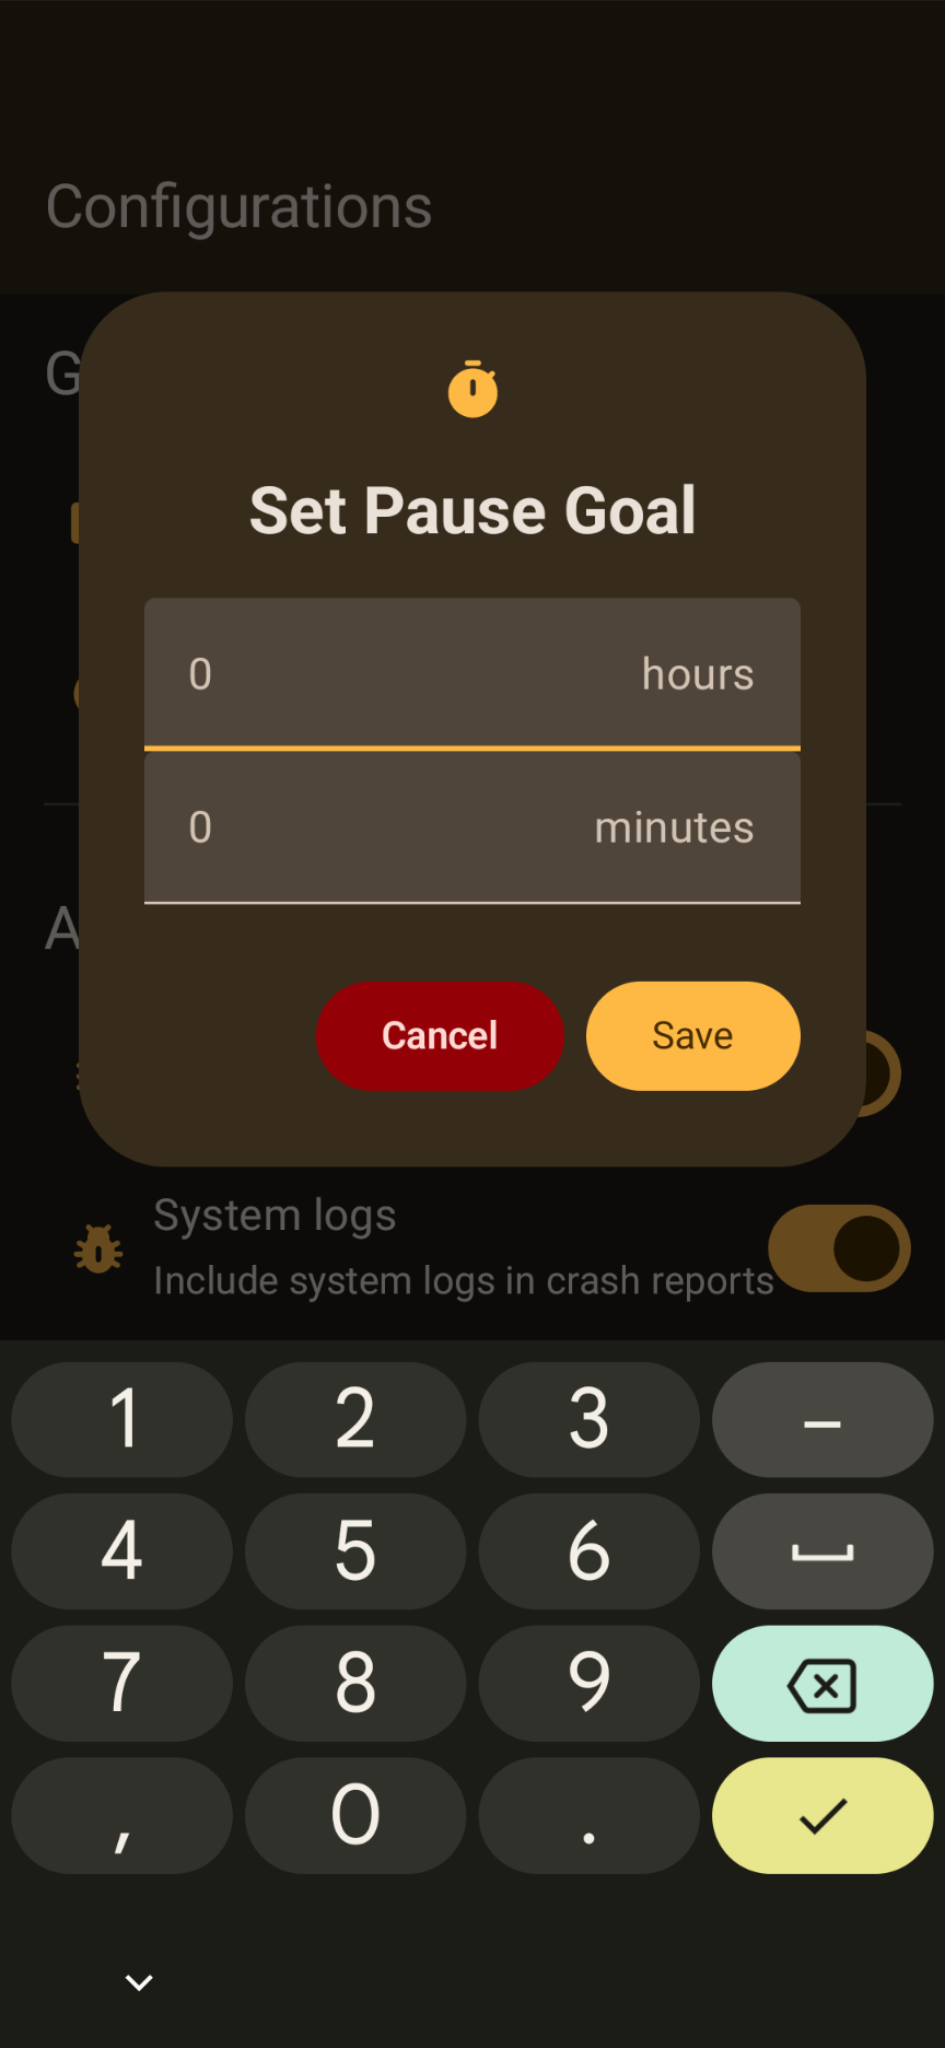 Configurations
G
Set Pause Goal
0 hours
0 minutes
A
Cancel Save
System logs
Include system logs in crash reports
1 2 3 –
4 5 6
7 8 9
, 0 .